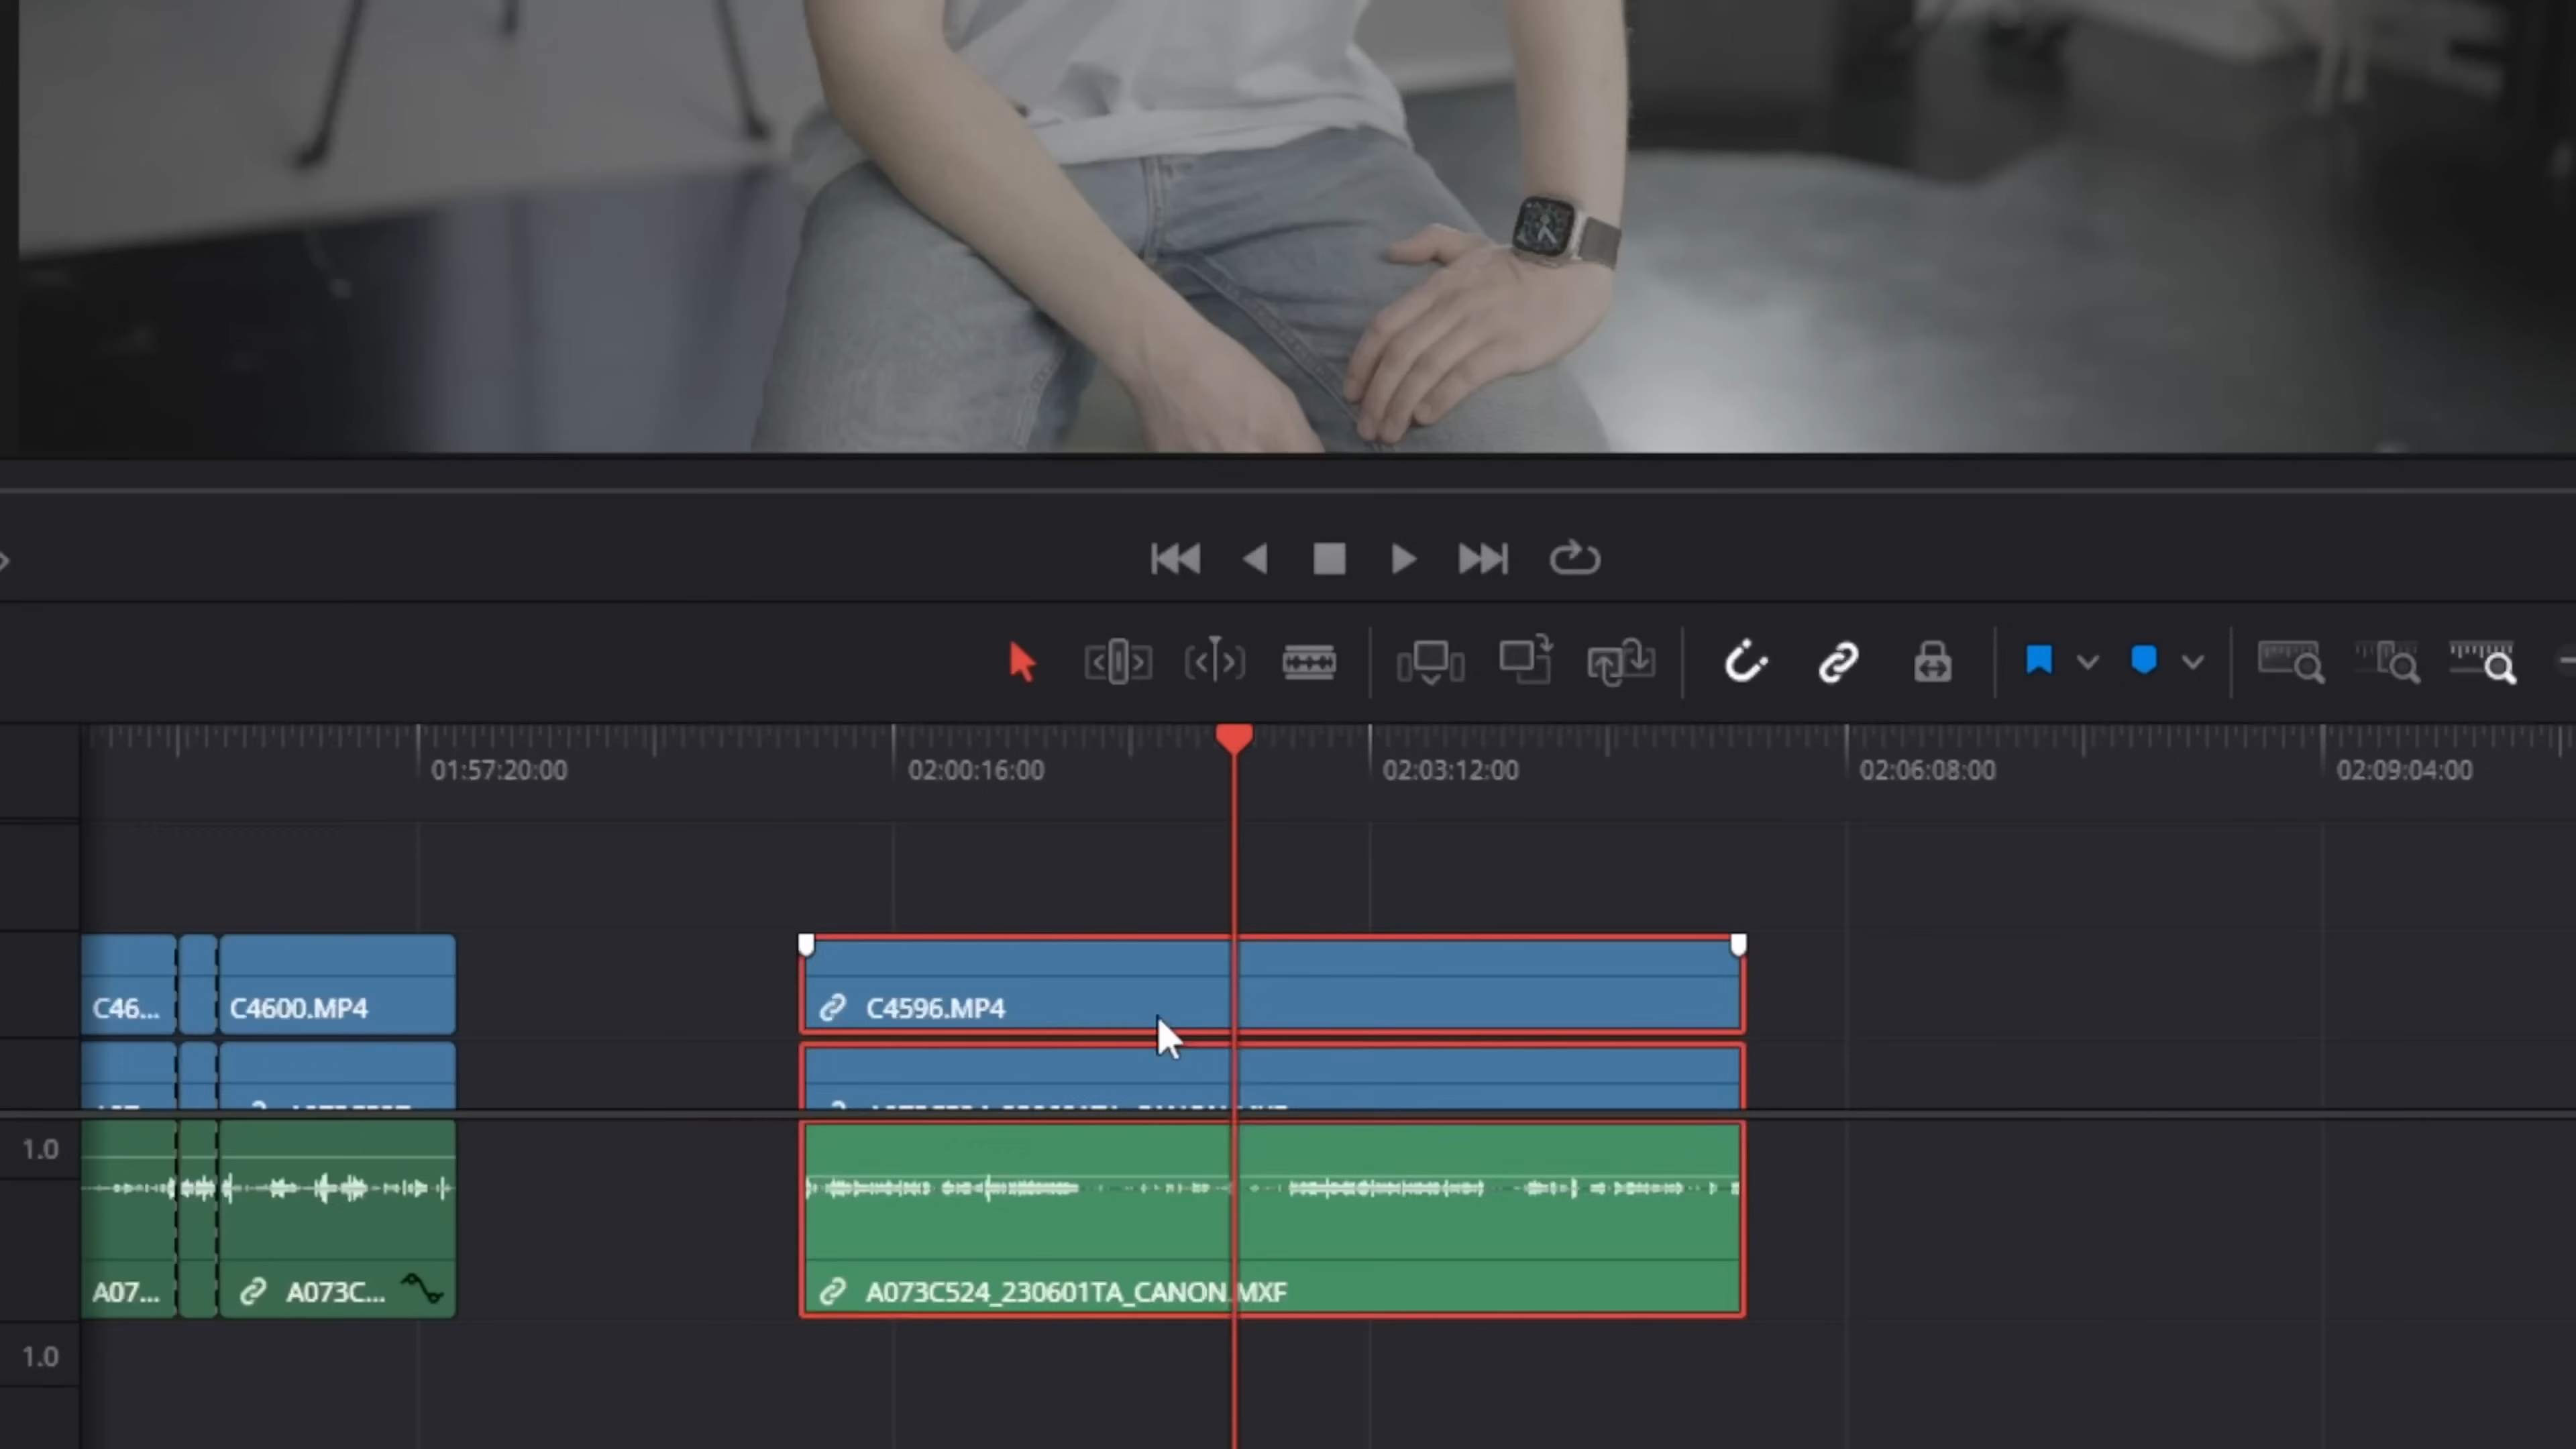 01:57:20:00 02:00:16:00 02:03:12:00 02:06:08:00 02:09:04:00
C46... C4600.MP4 C4596.MP4
1.0
A07... A073C... A073C524_230601TA_CANON.MXF
1.0